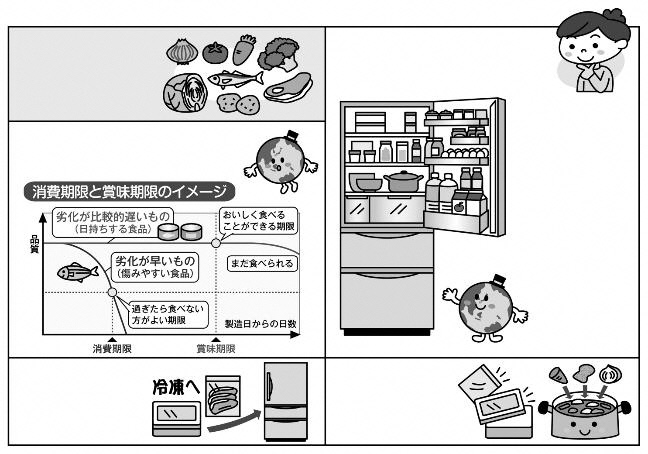 消費期限と賞味期限のイメージ
品質
劣化が比較的遅いもの
(日持ちする食品)
おいしく食べる
ことができる期限
劣化が早いもの
(傷みやすい食品)
まだ食べられる
過ぎたら食べない
方がよい期限
製造日からの日数
消費期限
賞味期限
冷凍へ